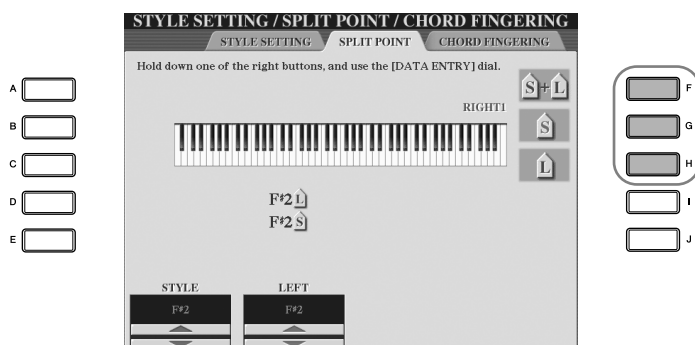 STYLE SETTING / SPLIT POINT / CHORD FINGERING
STYLE SETTING SPLIT POINT CHORD FINGERING
Hold down one of the right buttons, and use the [DATA ENTRY] dial.
S+L
RIGHT1
S
L
F♯2 L
F♯2 S
A
B
C
D
E
F
G
H
I
J
STYLE LEFT
F♯2 F♯2